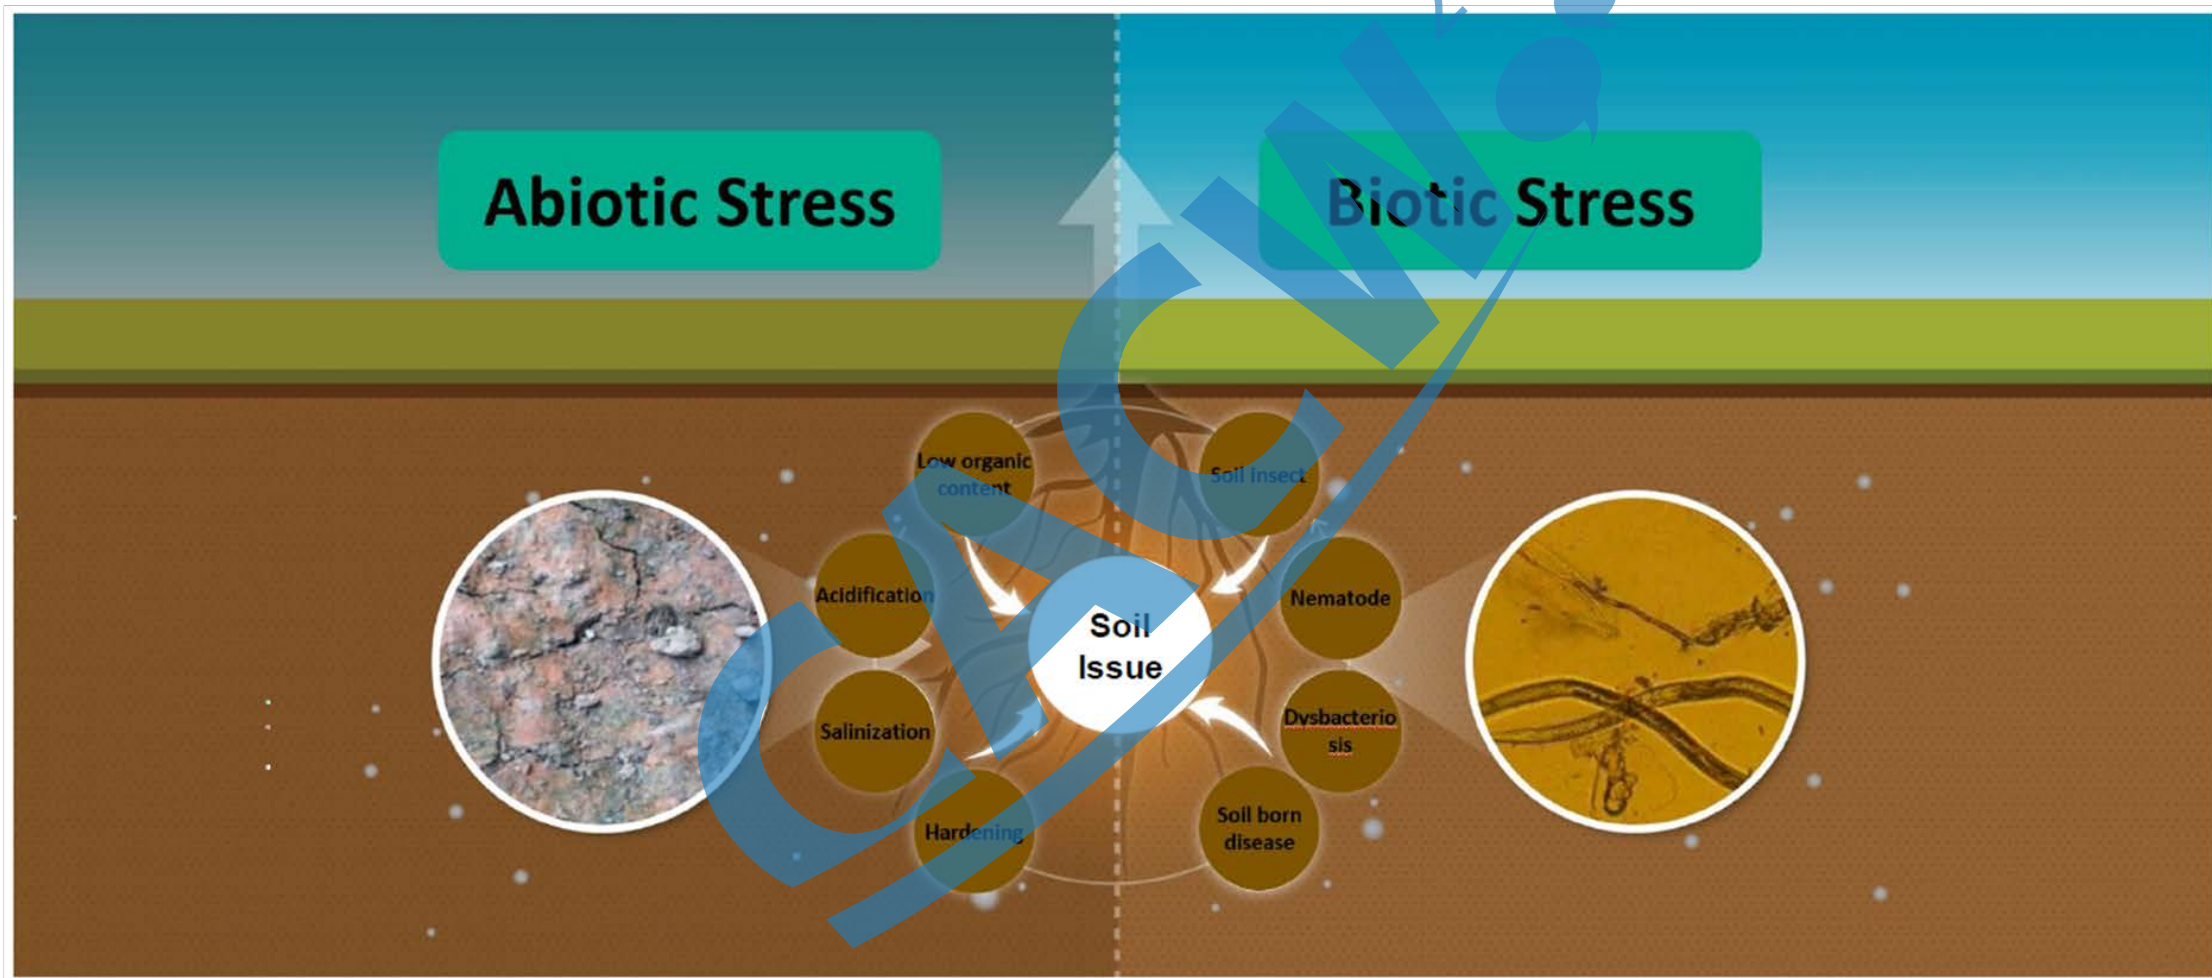 Abiotic Stress
Biotic Stress
Low organic
content
Soil insect
Acidification
Nematode
Soil
Issue
Salinization
Dysbacterio
sis
Hardening
Soil born
disease
CACW